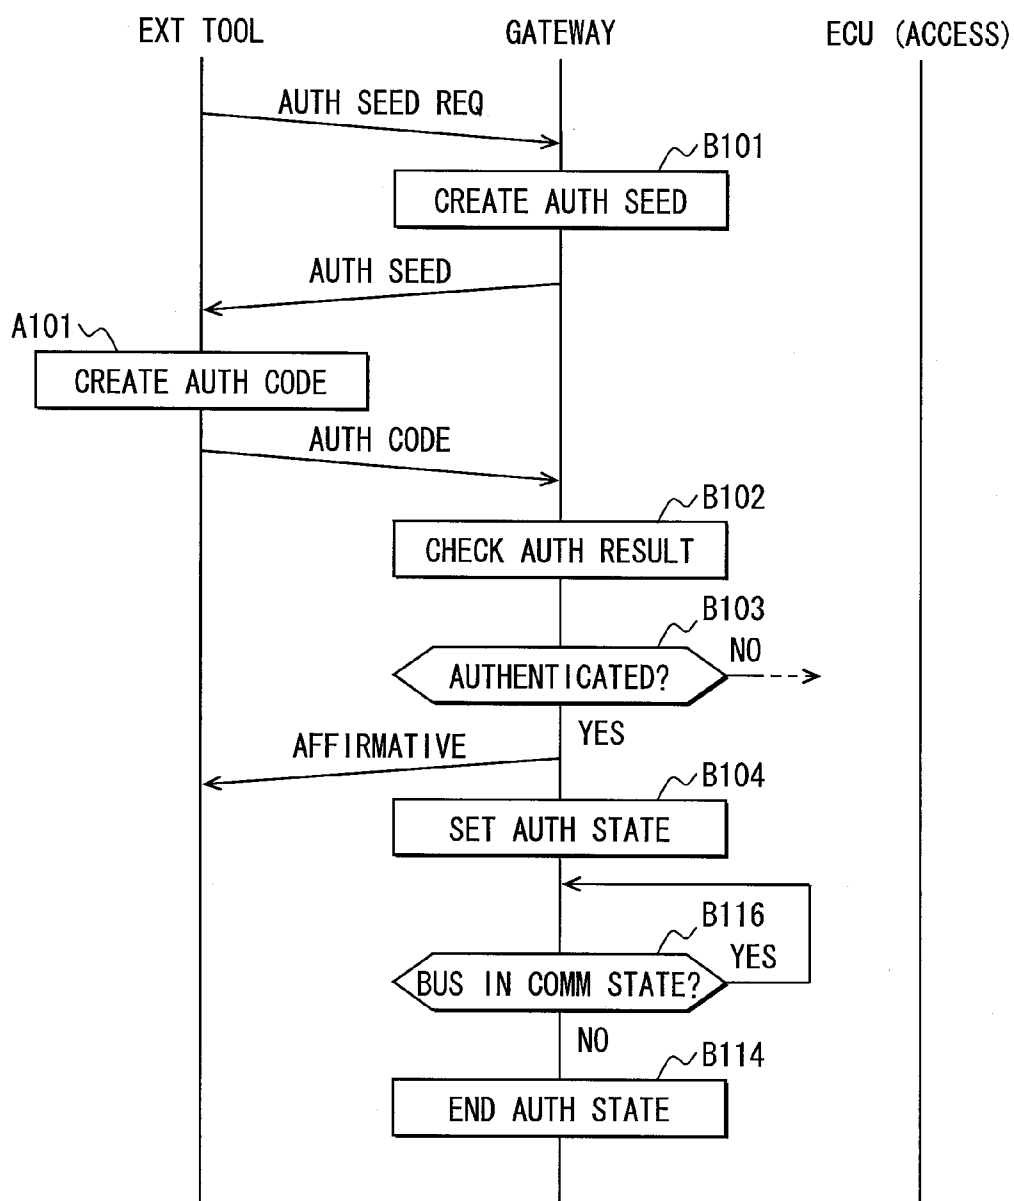 EXT TOOL
GATEWAY
ECU (ACCESS)
AUTH SEED REQ
B101
CREATE AUTH SEED
AUTH SEED
A101
CREATE AUTH CODE
AUTH CODE
B102
CHECK AUTH RESULT
B103
NO
AUTHENTICATED?
YES
AFFIRMATIVE
B104
SET AUTH STATE
B116
YES
BUS IN COMM STATE?
NO
B114
END AUTH STATE